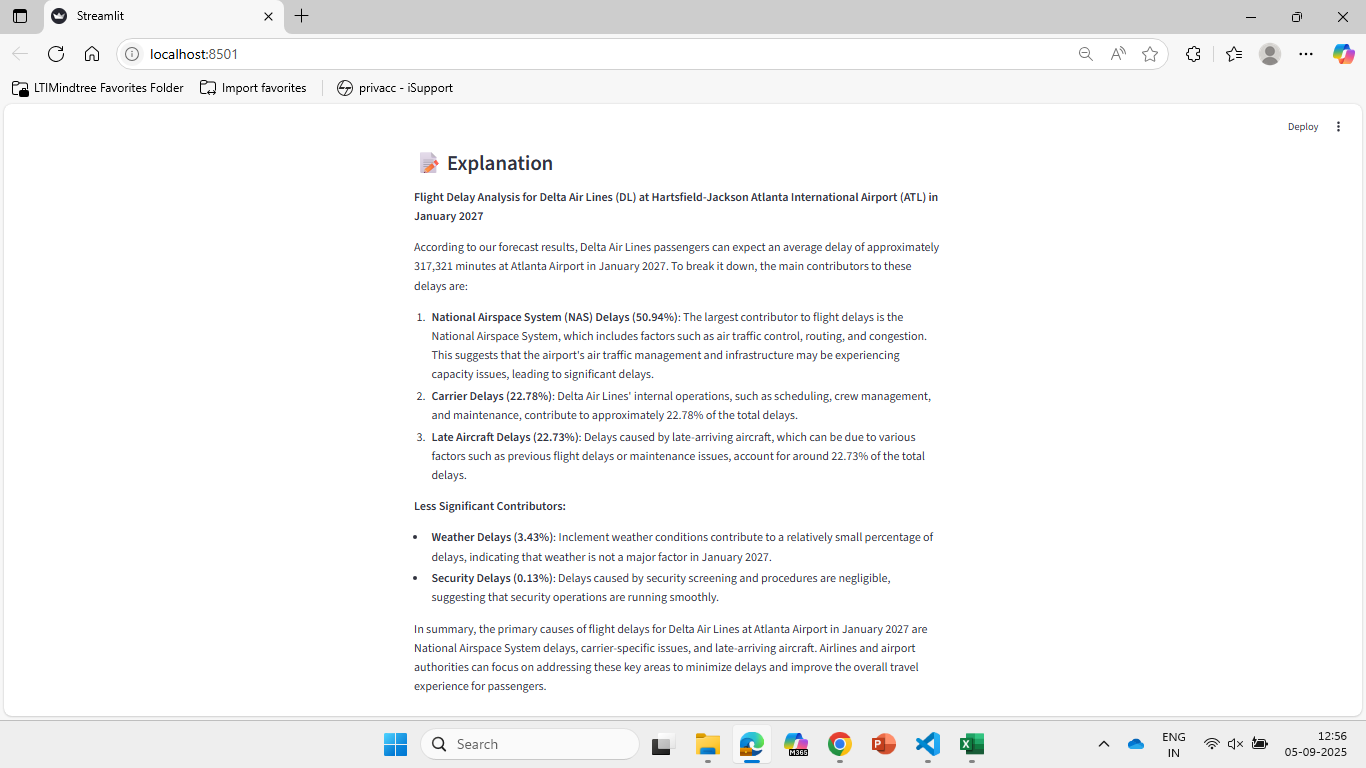 Streamlit
localhost:8501
LTIMindtree Favorites Folder
Import favorites
privacc - iSupport
Deploy
Explanation
Flight Delay Analysis for Delta Air Lines (DL) at Hartsfield-Jackson Atlanta International Airport (ATL) in
January 2027
According to our forecast results, Delta Air Lines passengers can expect an average delay of approximately
317,321 minutes at Atlanta Airport in January 2027. To break it down, the main contributors to these
delays are:
1. National Airspace System (NAS) Delays (50.94%): The largest contributor to flight delays is the
National Airspace System, which includes factors such as air traffic control, routing, and congestion.
This suggests that the airport's air traffic management and infrastructure may be experiencing
capacity issues, leading to significant delays.
2. Carrier Delays (22.78%): Delta Air Lines' internal operations, such as scheduling, crew management,
and maintenance, contribute to approximately 22.78% of the total delays.
3. Late Aircraft Delays (22.73%): Delays caused by late-arriving aircraft, which can be due to various
factors such as previous flight delays or maintenance issues, account for around 22.73% of the total
delays.
Less Significant Contributors:
• Weather Delays (3.43%): Inclement weather conditions contribute to a relatively small percentage of
delays, indicating that weather is not a major factor in January 2027.
• Security Delays (0.13%): Delays caused by security screening and procedures are negligible,
suggesting that security operations are running smoothly.
In summary, the primary causes of flight delays for Delta Air Lines at Atlanta Airport in January 2027 are
National Airspace System delays, carrier-specific issues, and late-arriving aircraft. Airlines and airport
authorities can focus on addressing these key areas to minimize delays and improve the overall travel
experience for passengers.
Search
M365
ENG
IN
12:56
05-09-2025